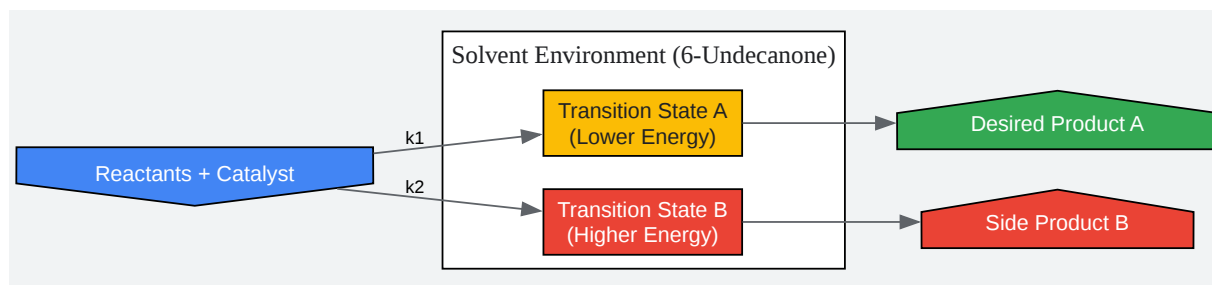 Solvent Environment (6-Undecanone)
Reactants + Catalyst
k1
k2
Transition State A
(Lower Energy)
Transition State B
(Higher Energy)
Desired Product A
Side Product B